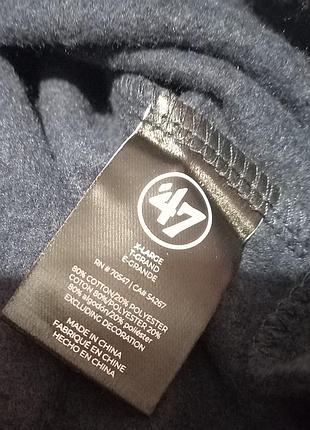 '47
X-LARGE
T-GRAND
E-GRANDE
RN # 70547 / CA# 54267
80% COTTON/20% POLYESTER
COTON 80%/POLYESTER 20%
80% algodón/20% poliéster
EXCLUDING DECORATION
MADE IN CHINA
FABRIQUÉ EN CHINE
HECHO EN CHINA